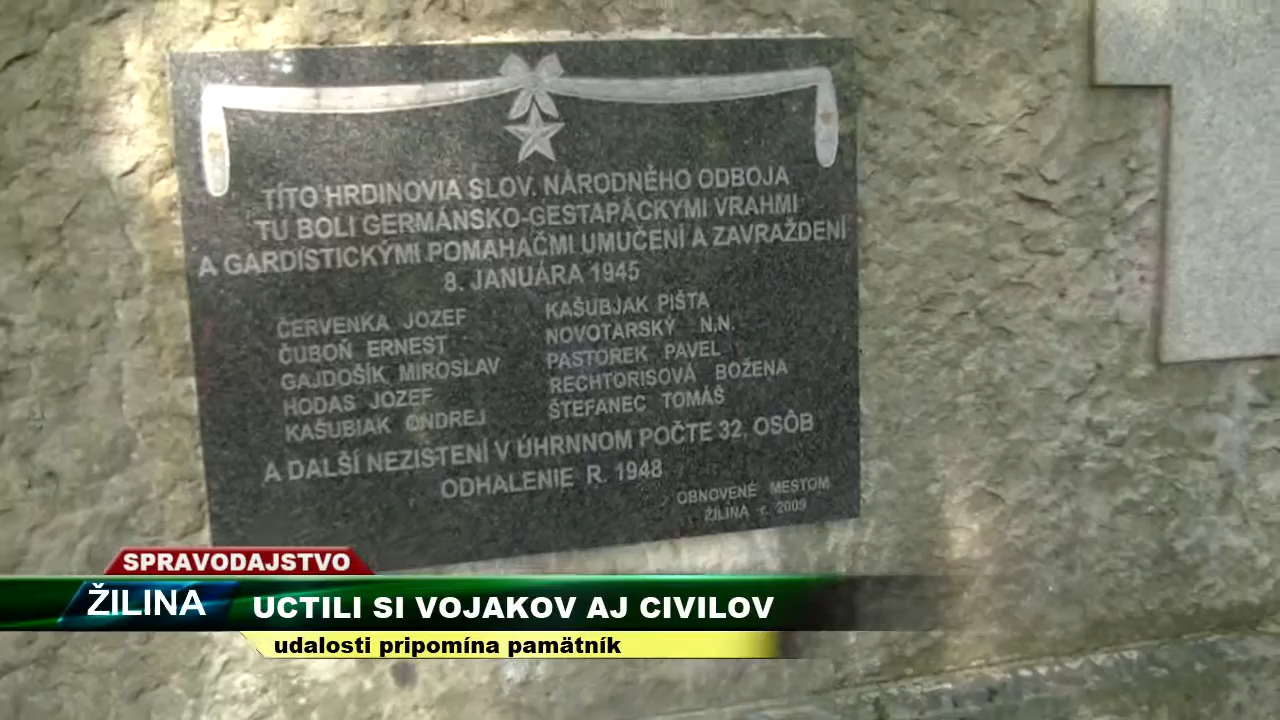 TÍTO HRDINOVIA SLOV. NÁRODNÉHO ODBOJA
TU BOLI GERMÁNSKO-GESTAPÁCKYMI VRAHMI
A GARDISTICKÝMI POMAHAČMI UMUČENÍ A ZAVRAŽDENÍ
8. JANUÁRA 1945
ČERVENKA JOZEF
ČUBOŇ ERNEST
GAJDOŠÍK MIROSLAV
HODAS JOZEF
KAŠUBIAK ONDREJ
KAŠUBJAK PIŠTA
NOVOTARSKÝ N.N.
PASTOREK PAVEL
RECHTORISOVÁ BOŽENA
ŠTEFANEC TOMÁŠ
A DALŠÍ NEZISTENÍ V ÚHRNNOM POČTE 32. OSÔB
ODHALENIE R. 1948
OBNOVENÉ MESTOM
ŽILINA r. 2009
SPRAVODAJSTVO
ŽILINA
UCTILI SI VOJAKOV AJ CIVILOV
udalosti pripomína pamätník